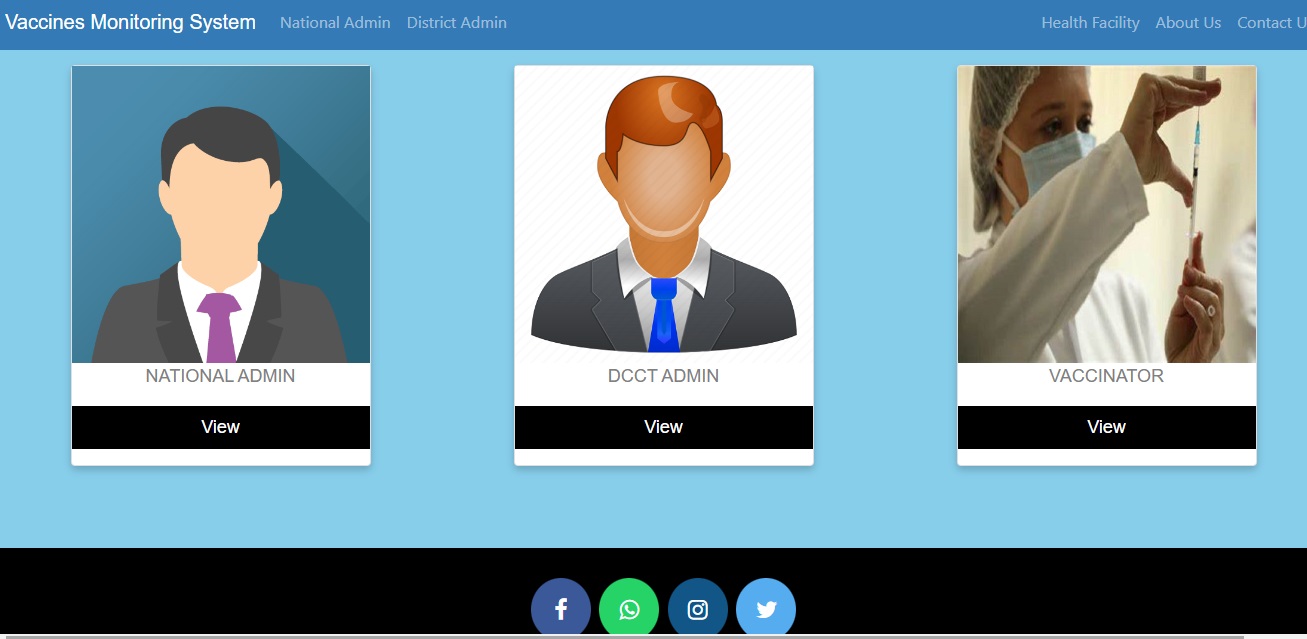 Vaccines Monitoring System National Admin District Admin Health Facility About Us Contact U
NATIONAL ADMIN
View
DCCT ADMIN
View
VACCINATOR
View